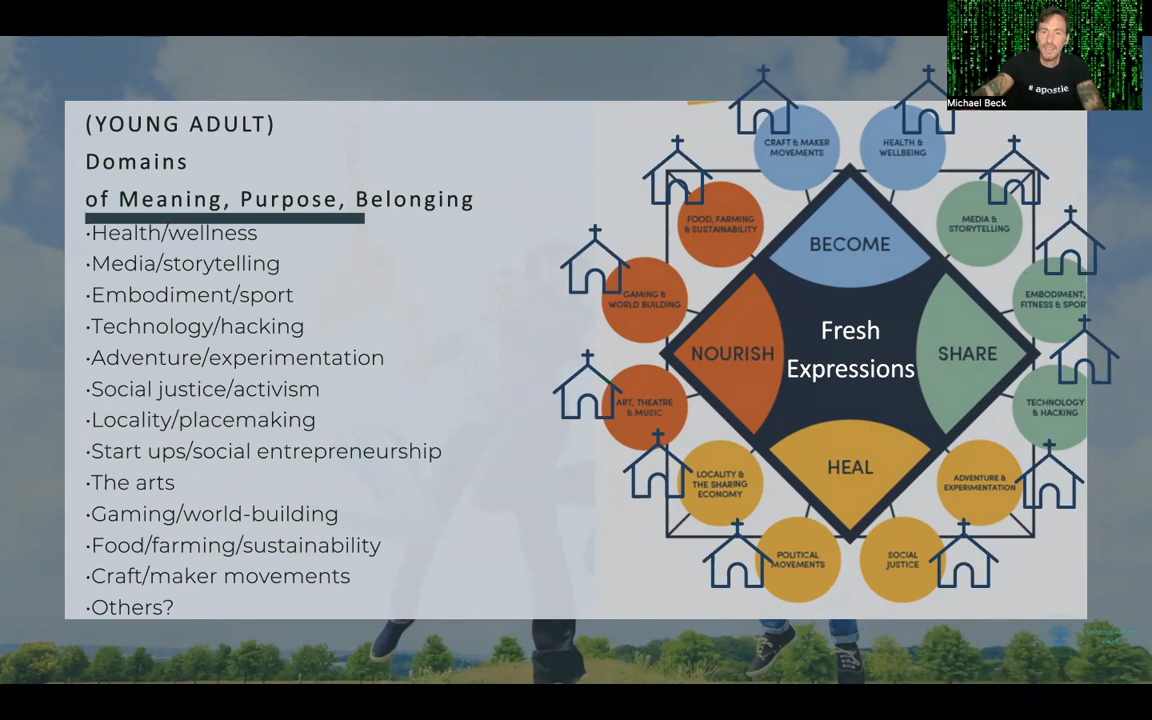 (YOUNG ADULT)
Domains
of Meaning, Purpose, Belonging
•Health/wellness
•Media/storytelling
•Embodiment/sport
•Technology/hacking
•Adventure/experimentation
•Social justice/activism
•Locality/placemaking
•Start ups/social entrepreneurship
•The arts
•Gaming/world-building
•Food/farming/sustainability
•Craft/maker movements
•Others?
CRAFT & MAKER
MOVEMENTS
HEALTH &
WELLBEING
FOOD, FARMING
& SUSTAINABILITY
MEDIA &
STORYTELLING
GAMING &
WORLD BUILDING
EMBODIMENT,
FITNESS & SPOR
ART, THEATRE
& MUSIC
TECHNOLOGY
& HACKING
LOCALITY &
THE SHARING
ECONOMY
ADVENTURE &
EXPERIMENTATION
POLITICAL
MOVEMENTS
SOCIAL
JUSTICE
BECOME
NOURISH
Fresh
Expressions
SHARE
HEAL
# apostle
Michael Beck